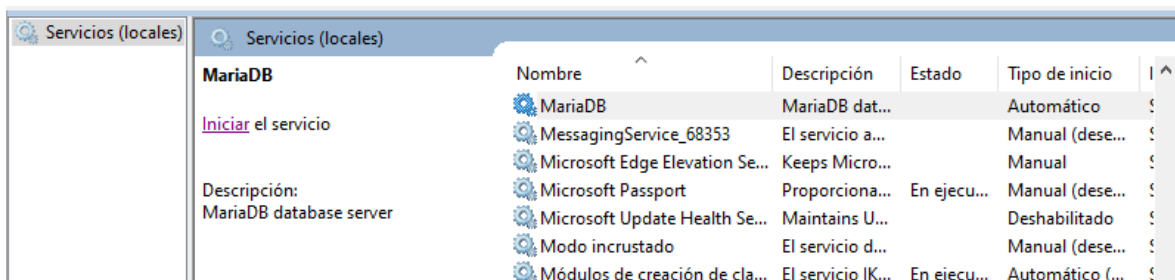 Servicios (locales)
Servicios (locales)
MariaDB
Iniciar el servicio
Descripción:
MariaDB database server
Nombre Descripción Estado Tipo de inicio I
MariaDB MariaDB dat... Automático S
MessagingService_68353 El servicio a... Manual (dese... S
Microsoft Edge Elevation Se... Keeps Micro... Manual S
Microsoft Passport Proporciona... En ejecu... Manual (dese... S
Microsoft Update Health Se... Maintains U... Deshabilitado S
Modo incrustado El servicio d... Manual (dese... S
Módulos de creación de cla... El servicio IK... En ejecu... Automático (... S